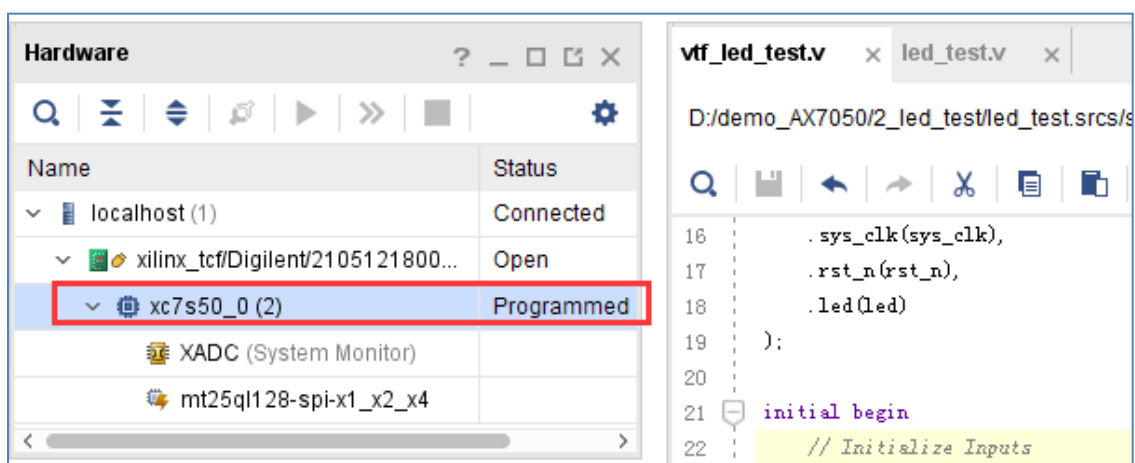 Hardware
Name Status
localhost (1) Connected
xilinx_tcf/Digilent/2105121800... Open
xc7s50_0 (2) Programmed
XADC (System Monitor)
mt25ql128-spi-x1_x2_x4
vtf_led_test.v led_test.v
D:/demo_AX7050/2_led_test/led_test.srcs/s
16 .sys_clk(sys_clk),
17 .rst_n(rst_n),
18 .led(led)
19 );
20
21 initial begin
22 // Initialize Inputs